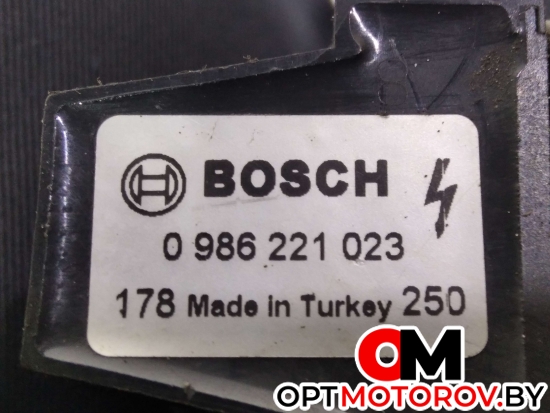 BOSCH
0 986 221 023
178 Made in Turkey 250
OM
OPTMOTOROV.BY